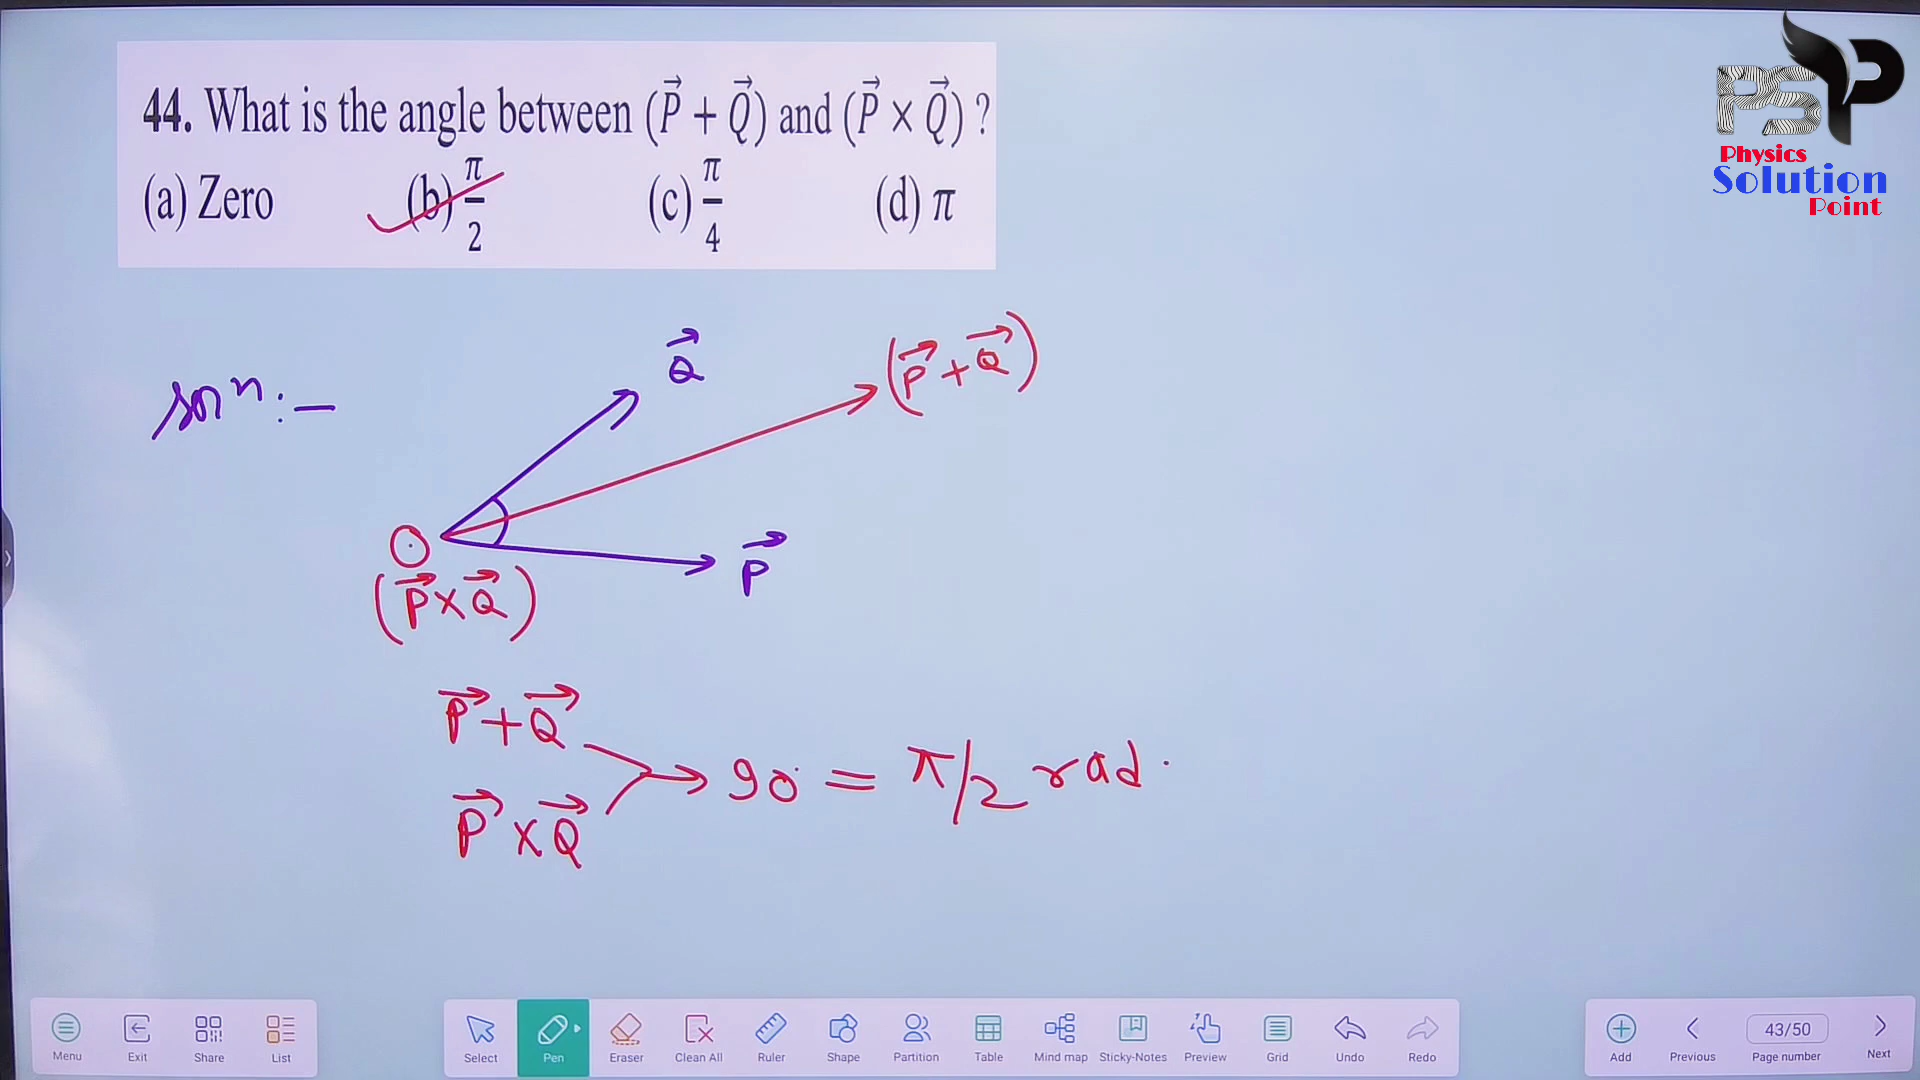 44. What is the angle between (P⃗ + Q⃗) and (P⃗ × Q⃗) ?
(a) Zero (b) π/2 (c) π/4 (d) π
PSP
Physics
Solution
Point
Solⁿ :–
Q⃗
(P⃗ + Q⃗)
P⃗
(P⃗ × Q⃗)
P⃗ + Q⃗
P⃗ × Q⃗
90° = π/2 rad.
Menu Exit Share List Select Pen Eraser Clean All Ruler Shape Partition Table Mind map Sticky-Notes Preview Grid Undo Redo Add Previous 43/50 Page number Next